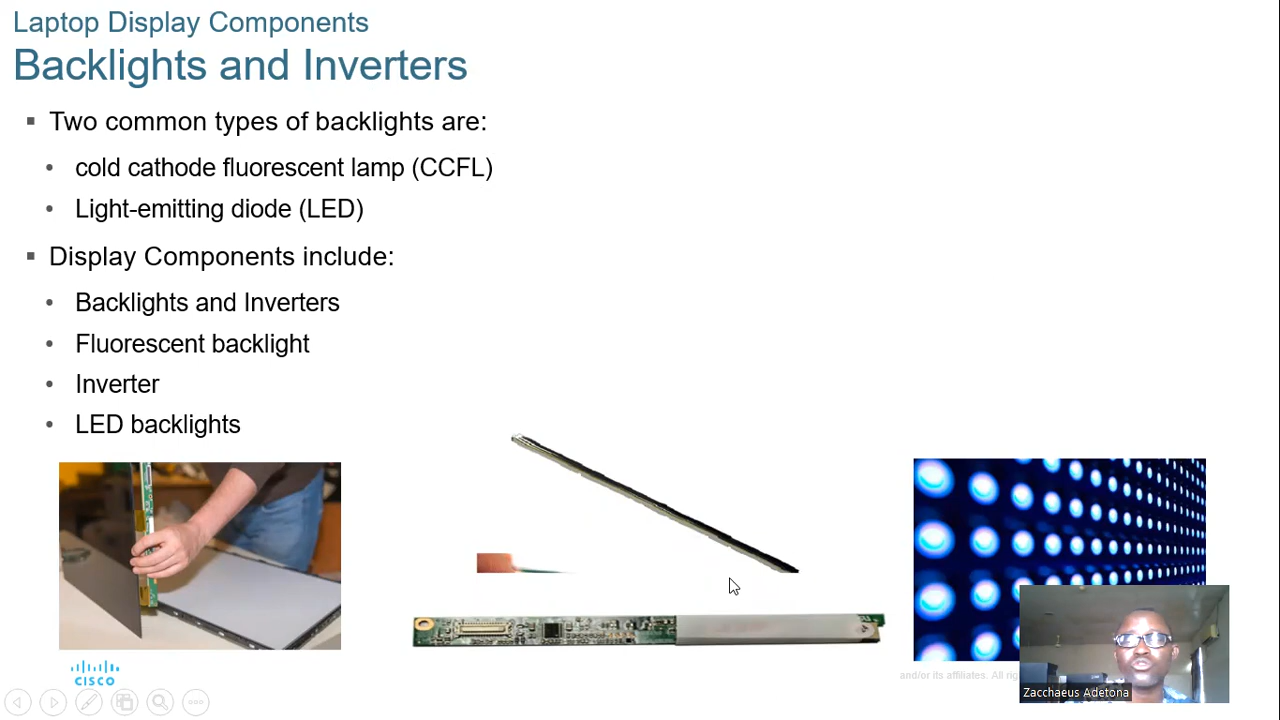 Laptop Display Components
Backlights and Inverters
Two common types of backlights are:
cold cathode fluorescent lamp (CCFL)
Light-emitting diode (LED)
Display Components include:
Backlights and Inverters
Fluorescent backlight
Inverter
LED backlights
CISCO
and/or its affiliates. All rig
Zacchaeus Adetona